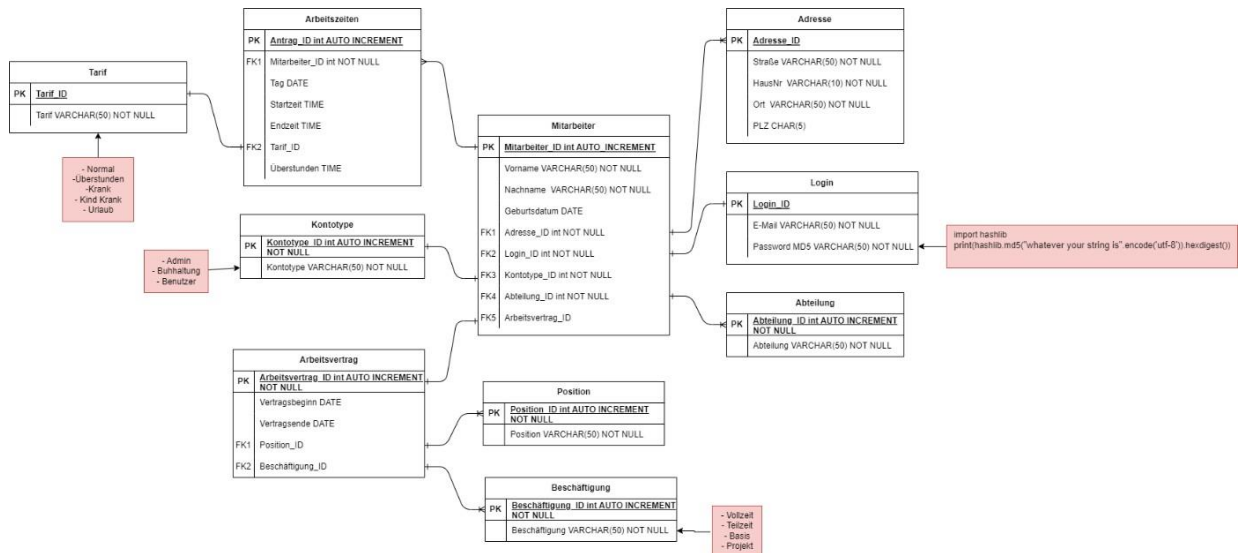 Arbeitszeiten
PK Antrag_ID int AUTO INCREMENT
FK1 Mitarbeiter_ID int NOT NULL
Tag DATE
Startzeit TIME
Endzeit TIME
FK2 Tarif_ID
Überstunden TIME
Adresse
PK Adresse_ID
Straße VARCHAR(50) NOT NULL
HausNr VARCHAR(10) NOT NULL
Ort VARCHAR(50) NOT NULL
PLZ CHAR(5)
Tarif
PK Tarif_ID
Tarif VARCHAR(50) NOT NULL
- Normal
-Überstunden
-Krank
- Kind Krank
- Urlaub
Mitarbeiter
PK Mitarbeiter_ID int AUTO_INCREMENT
Vorname VARCHAR(50) NOT NULL
Nachname VARCHAR(50) NOT NULL
Geburtsdatum DATE
FK1 Adresse_ID int NOT NULL
FK2 Login_ID int NOT NULL
FK3 Kontotype_ID int NOT NULL
FK4 Abteilung_ID int NOT NULL
FK5 Arbeitsvertrag_ID
Login
PK Login_ID
E-Mail VARCHAR(50) NOT NULL
Password MD5 VARCHAR(50) NOT NULL
import hashlib
print(hashlib.md5("whatever your string is".encode('utf-8')).hexdigest())
Kontotype
PK Kontotype_ID int AUTO INCREMENT
NOT NULL
Kontotype VARCHAR(50) NOT NULL
- Admin
- Buhhaltung
- Benutzer
Abteilung
PK Abteilung_ID int AUTO INCREMENT
NOT NULL
Abteilung VARCHAR(50) NOT NULL
Arbeitsvertrag
PK Arbeitsvertrag_ID int AUTO INCREMENT
NOT NULL
Vertragsbeginn DATE
Vertragsende DATE
FK1 Position_ID
FK2 Beschäftigung_ID
Position
PK Position_ID int AUTO INCREMENT
NOT NULL
Position VARCHAR(50) NOT NULL
Beschäftigung
PK Beschäftigung_ID int AUTO INCREMENT
NOT NULL
Beschäftigung VARCHAR(50) NOT NULL
- Vollzeit
- Teilzeit
- Basis
- Projekt